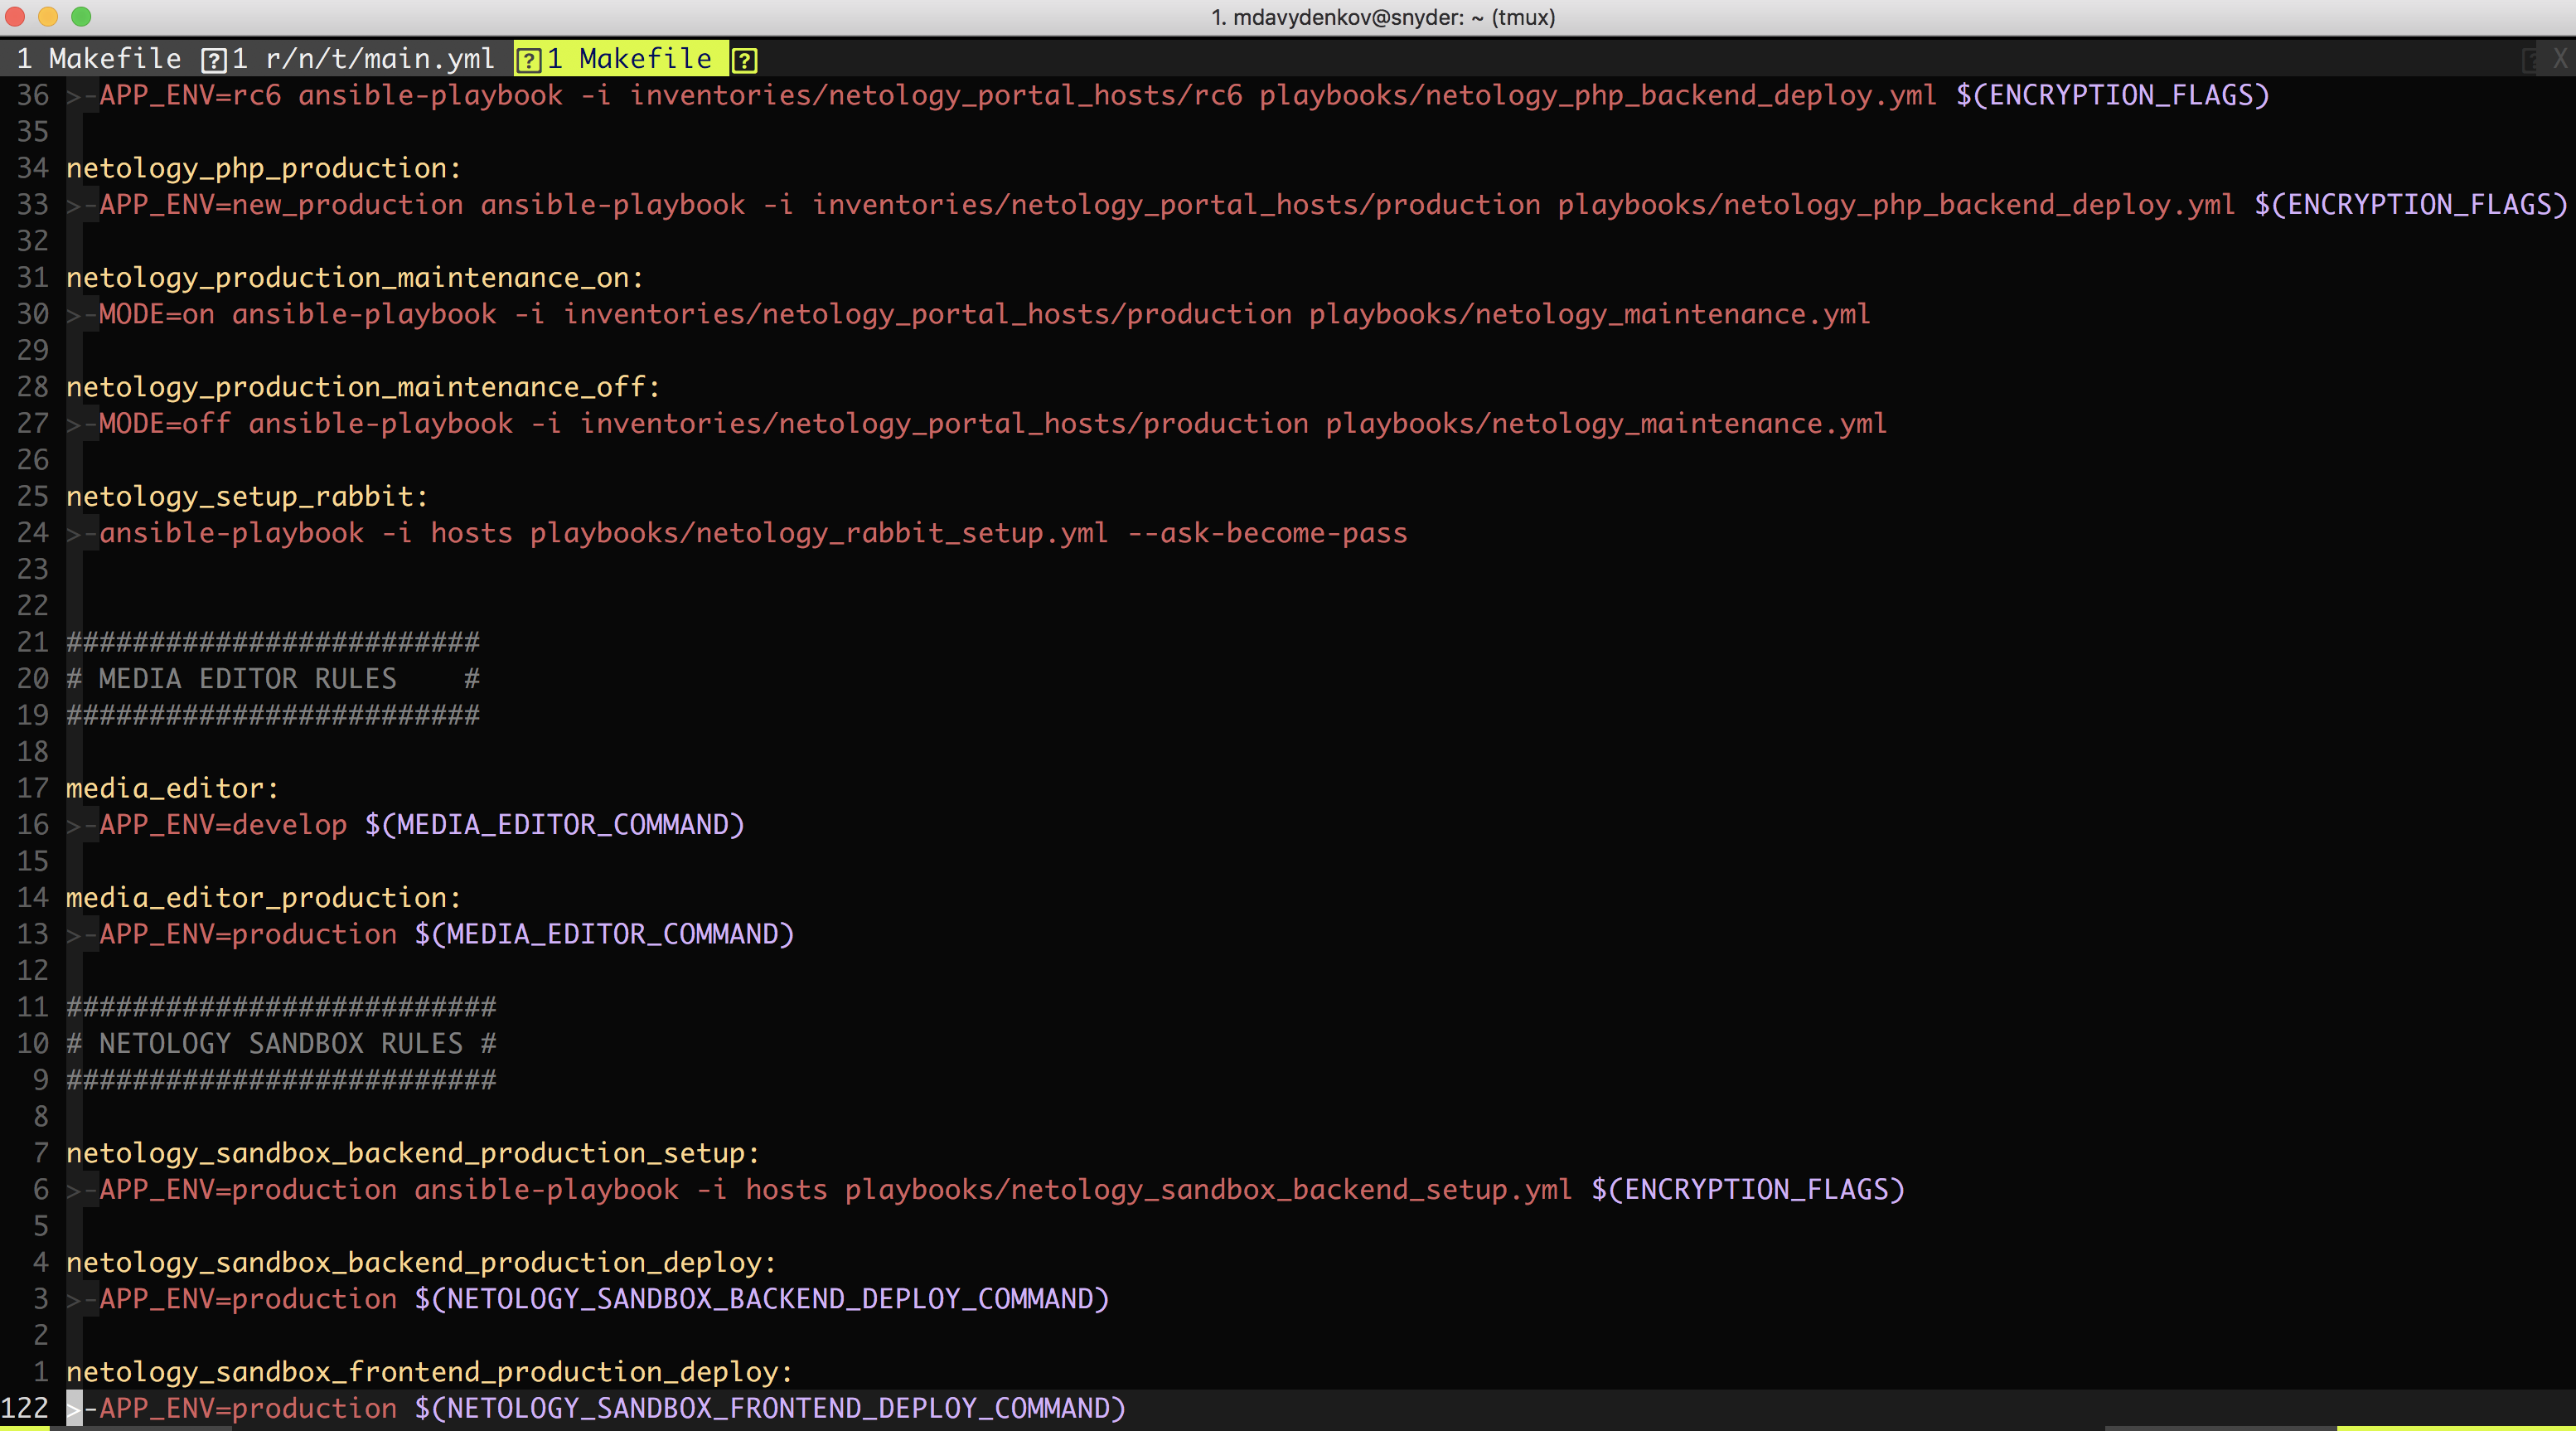 1. mdavydenkov@snyder: ~ (tmux)
1 Makefile ?1 r/n/t/main.yml ?1 Makefile ? ? X
36 >-APP_ENV=rc6 ansible-playbook -i inventories/netology_portal_hosts/rc6 playbooks/netology_php_backend_deploy.yml $(ENCRYPTION_FLAGS)
35
34 netology_php_production:
33 >-APP_ENV=new_production ansible-playbook -i inventories/netology_portal_hosts/production playbooks/netology_php_backend_deploy.yml $(ENCRYPTION_FLAGS)
32
31 netology_production_maintenance_on:
30 >-MODE=on ansible-playbook -i inventories/netology_portal_hosts/production playbooks/netology_maintenance.yml
29
28 netology_production_maintenance_off:
27 >-MODE=off ansible-playbook -i inventories/netology_portal_hosts/production playbooks/netology_maintenance.yml
26
25 netology_setup_rabbit:
24 >-ansible-playbook -i hosts playbooks/netology_rabbit_setup.yml --ask-become-pass
23
22
21 #########################
20 # MEDIA EDITOR RULES    #
19 #########################
18
17 media_editor:
16 >-APP_ENV=develop $(MEDIA_EDITOR_COMMAND)
15
14 media_editor_production:
13 >-APP_ENV=production $(MEDIA_EDITOR_COMMAND)
12
11 ##########################
10 # NETOLOGY SANDBOX RULES #
9 ##########################
8
7 netology_sandbox_backend_production_setup:
6 >-APP_ENV=production ansible-playbook -i hosts playbooks/netology_sandbox_backend_setup.yml $(ENCRYPTION_FLAGS)
5
4 netology_sandbox_backend_production_deploy:
3 >-APP_ENV=production $(NETOLOGY_SANDBOX_BACKEND_DEPLOY_COMMAND)
2
1 netology_sandbox_frontend_production_deploy:
122 >-APP_ENV=production $(NETOLOGY_SANDBOX_FRONTEND_DEPLOY_COMMAND)